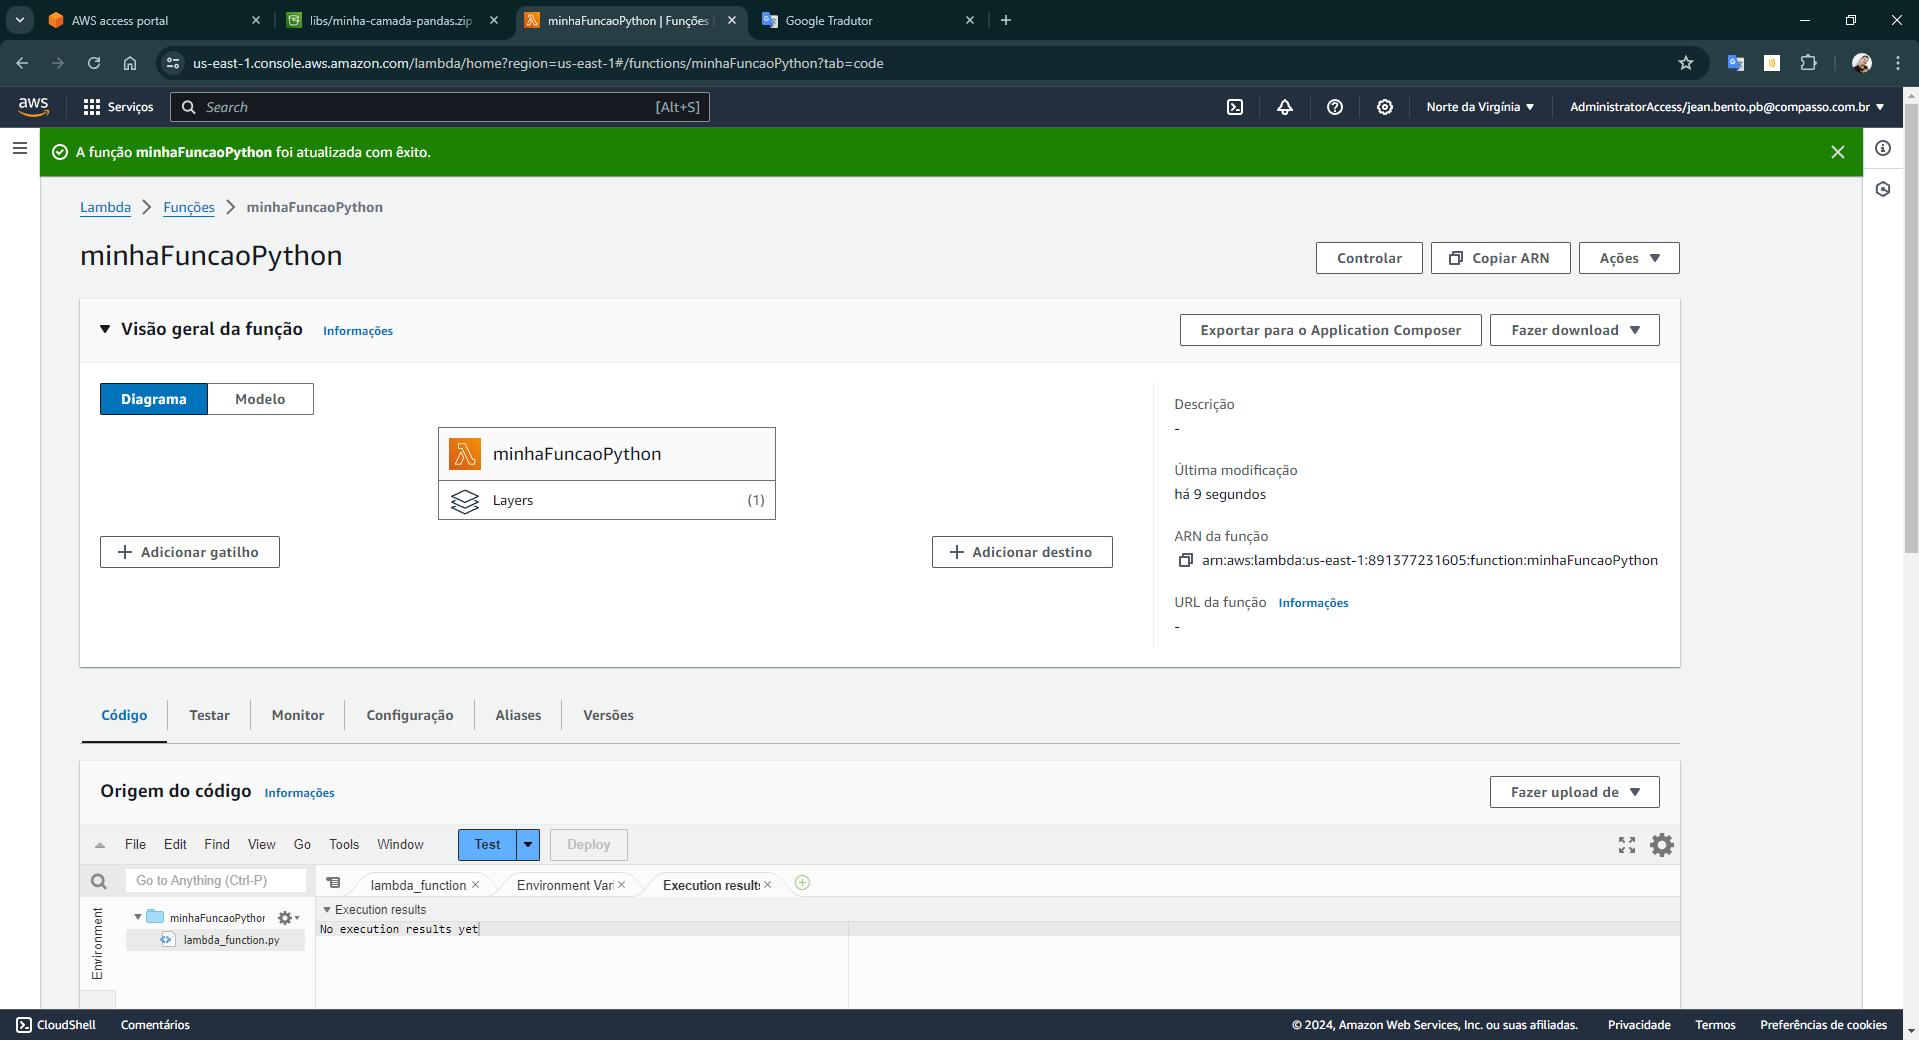 AWS access portal
libs/minha-camada-pandas.zip
minhaFuncaoPython | Funções
Google Tradutor
us-east-1.console.aws.amazon.com/lambda/home?region=us-east-1#/functions/minhaFuncaoPython?tab=code
aws
Serviços
Search
[Alt+S]
Norte da Virgínia
AdministratorAccess/jean.bento.pb@compasso.com.br
A função minhaFuncaoPython foi atualizada com êxito.
Lambda
Funções
minhaFuncaoPython
minhaFuncaoPython
Controlar
Copiar ARN
Ações
Visão geral da função
Informações
Exportar para o Application Composer
Fazer download
Diagrama
Modelo
minhaFuncaoPython
Layers
(1)
Adicionar gatilho
Adicionar destino
Descrição
-
Última modificação
há 9 segundos
ARN da função
arn:aws:lambda:us-east-1:891377231605:function:minhaFuncaoPython
URL da função
Informações
-
Código
Testar
Monitor
Configuração
Aliases
Versões
Origem do código
Informações
Fazer upload de
File
Edit
Find
View
Go
Tools
Window
Test
Deploy
Go to Anything (Ctrl-P)
lambda_function
Environment Vari
Execution results
Environment
minhaFuncaoPython
lambda_function.py
Execution results
No execution results yet
CloudShell
Comentários
© 2024, Amazon Web Services, Inc. ou suas afiliadas.
Privacidade
Termos
Preferências de cookies